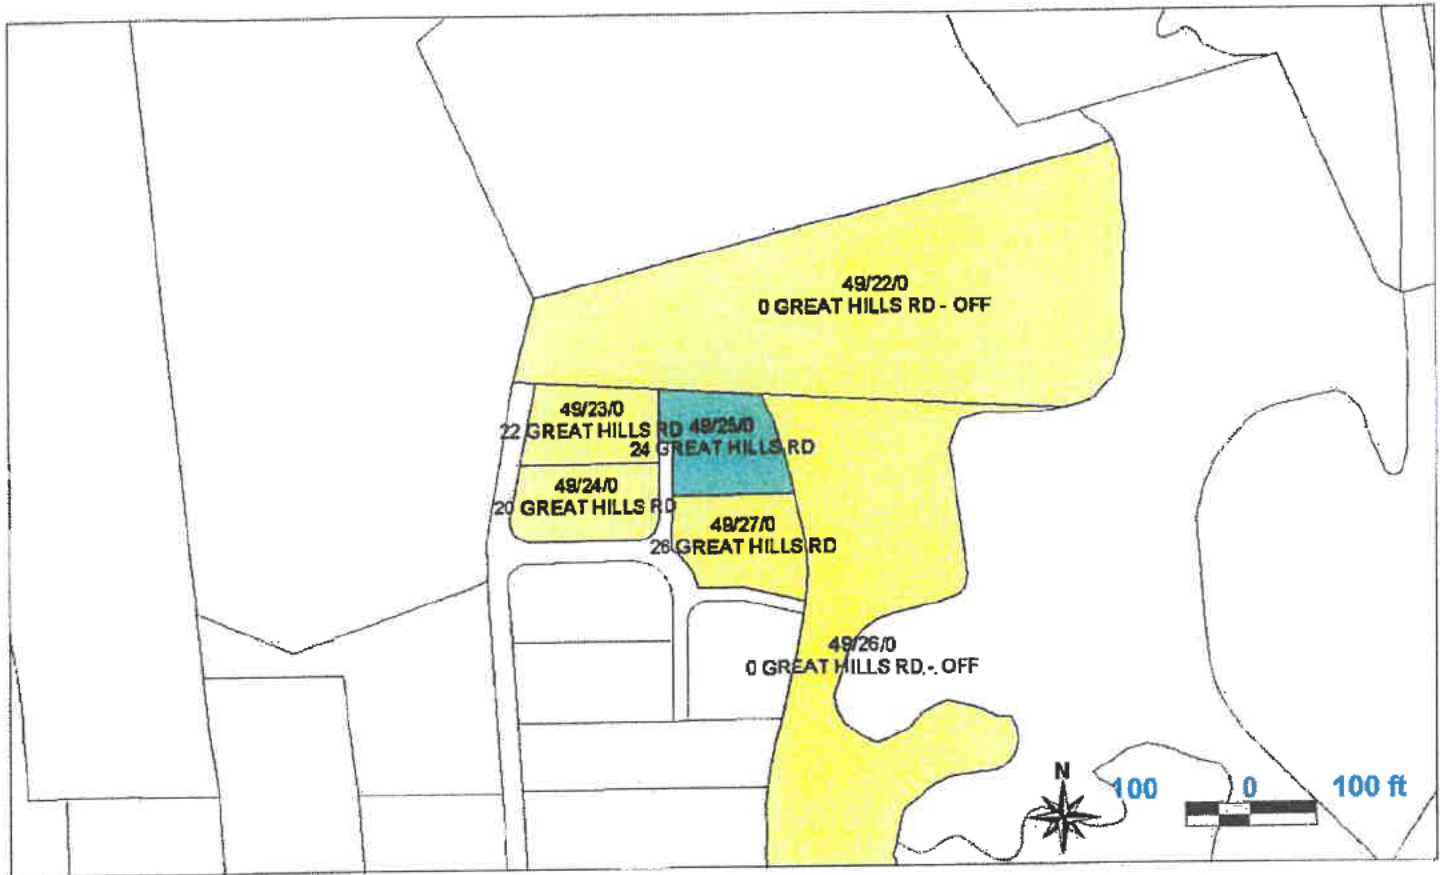 49/22/0
0 GREAT HILLS RD - OFF
49/23/0
22 GREAT HILLS RD
49/25/0
24 GREAT HILLS RD
49/24/0
20 GREAT HILLS RD
49/27/0
26 GREAT HILLS RD
49/26/0
0 GREAT HILLS RD. - OFF
N
100 0 100 ft